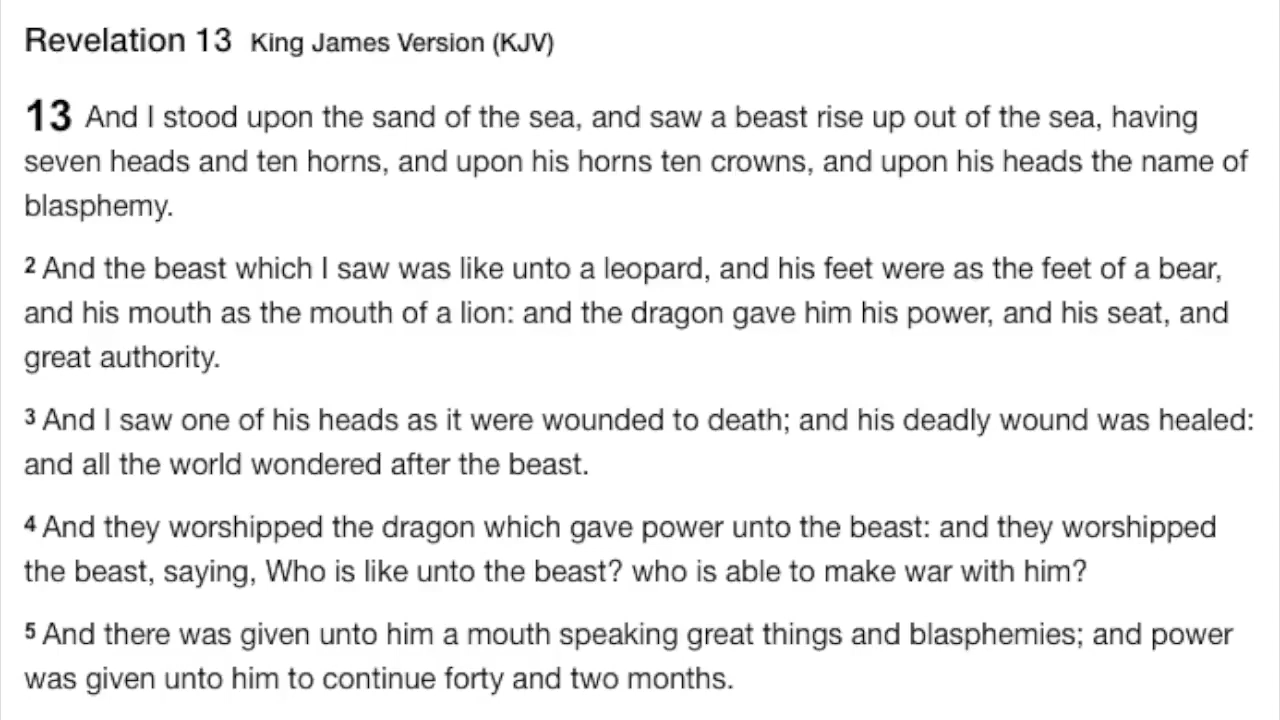 Revelation 13 King James Version (KJV)
13 And I stood upon the sand of the sea, and saw a beast rise up out of the sea, having
seven heads and ten horns, and upon his horns ten crowns, and upon his heads the name of
blasphemy.
2 And the beast which I saw was like unto a leopard, and his feet were as the feet of a bear,
and his mouth as the mouth of a lion: and the dragon gave him his power, and his seat, and
great authority.
3 And I saw one of his heads as it were wounded to death; and his deadly wound was healed:
and all the world wondered after the beast.
4 And they worshipped the dragon which gave power unto the beast: and they worshipped
the beast, saying, Who is like unto the beast? who is able to make war with him?
5 And there was given unto him a mouth speaking great things and blasphemies; and power
was given unto him to continue forty and two months.